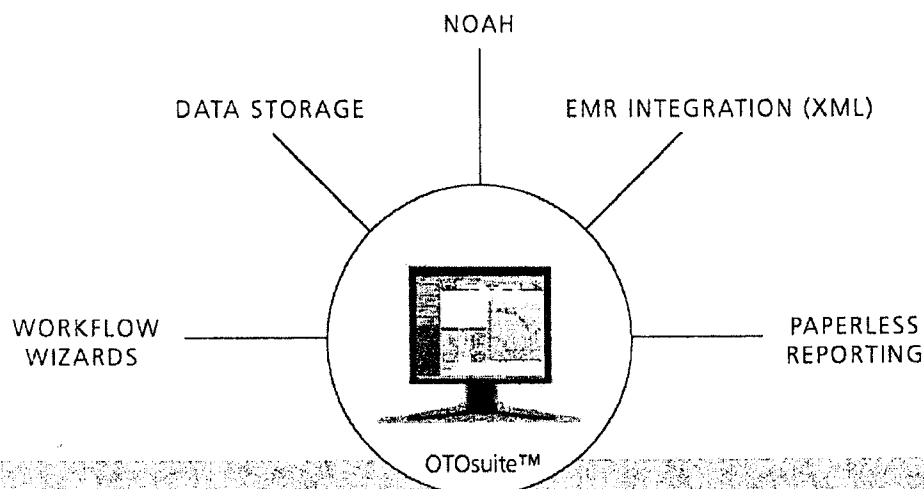 NOAH
DATA STORAGE
EMR INTEGRATION (XML)
WORKFLOW
WIZARDS
PAPERLESS
REPORTING
OTOsuite™